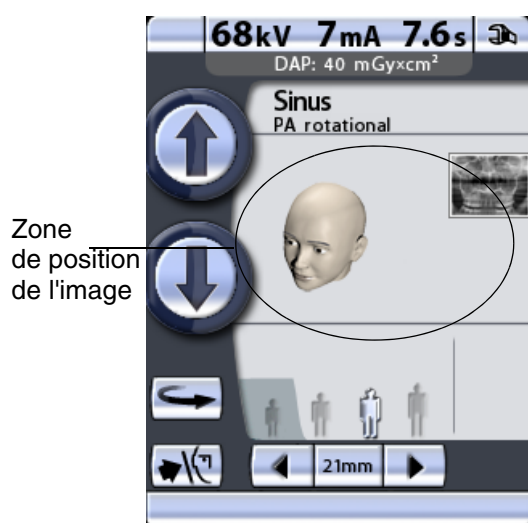 68kV 7mA 7.6s
DAP: 40 mGy×cm²
Sinus
PA rotational
Zone
de position
de l'image
21mm